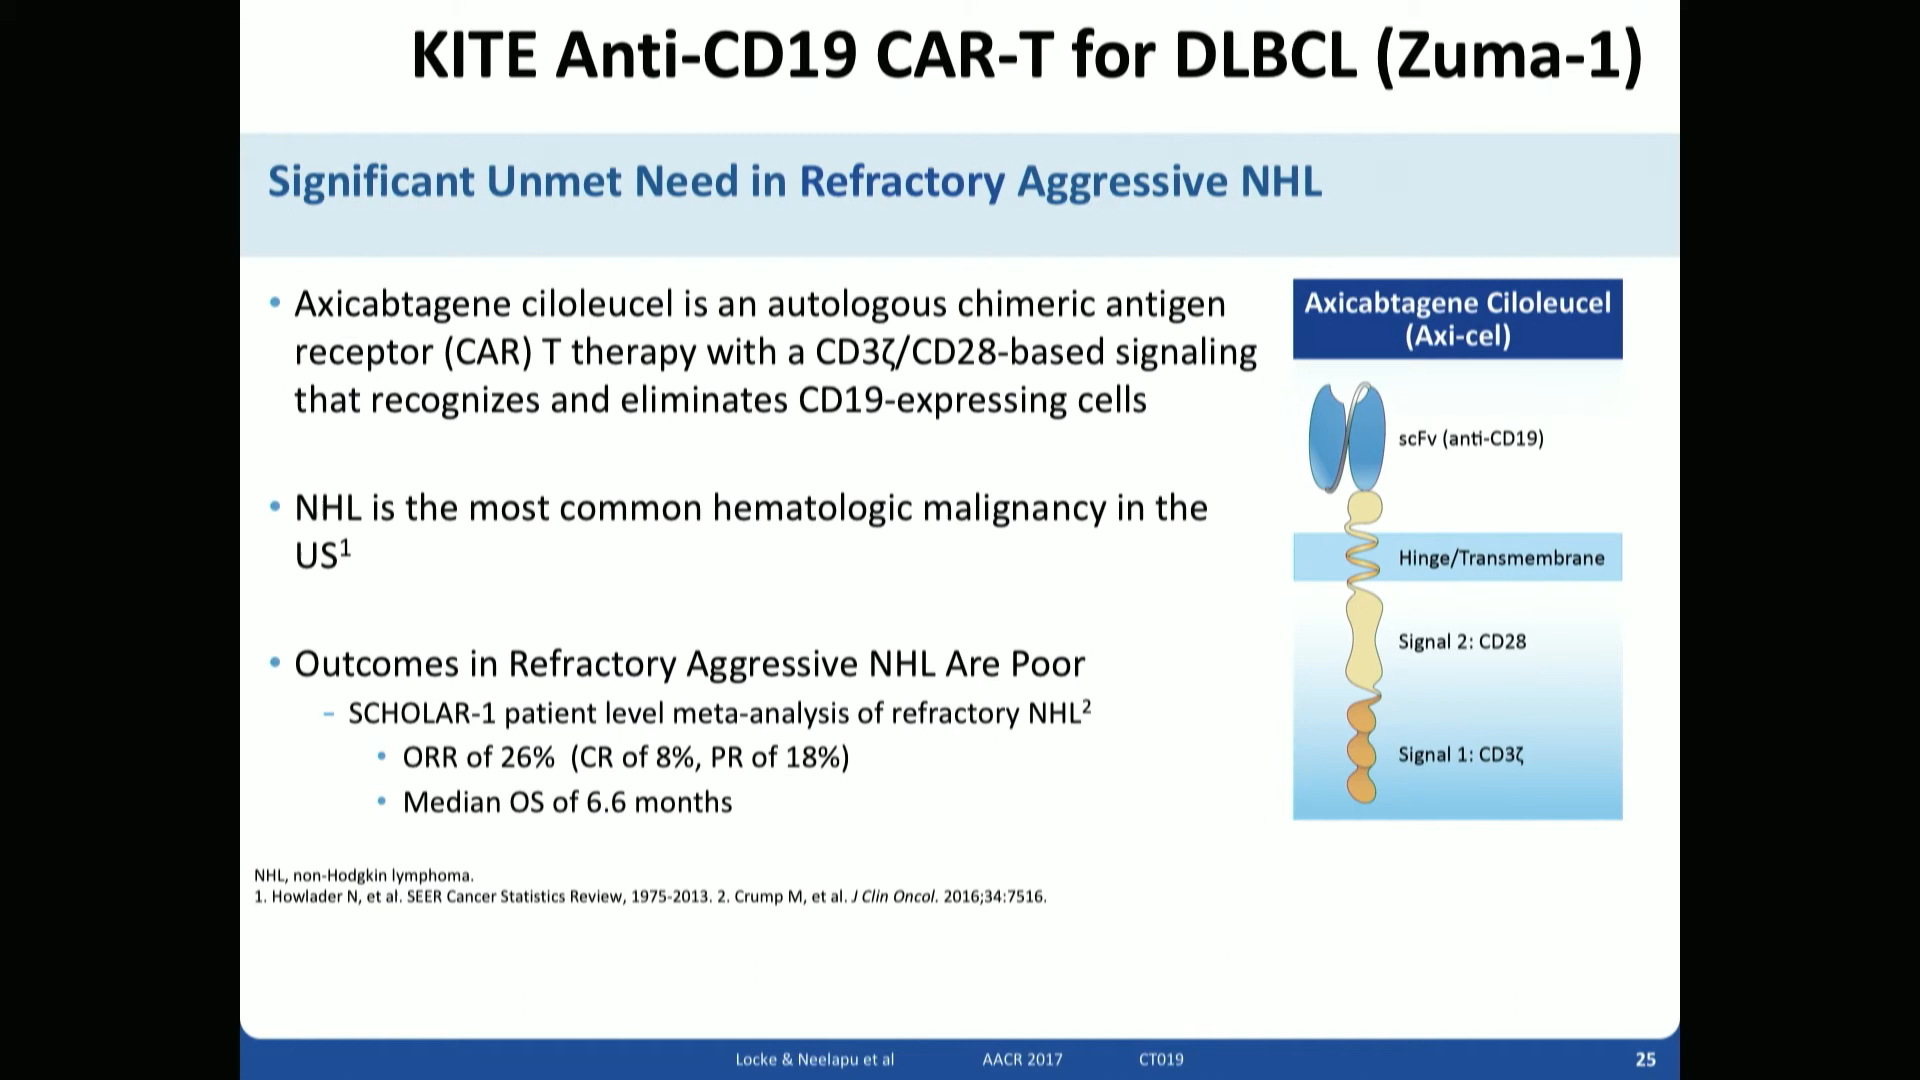 KITE Anti-CD19 CAR-T for DLBCL (Zuma-1)
Significant Unmet Need in Refractory Aggressive NHL
• Axicabtagene ciloleucel is an autologous chimeric antigen
receptor (CAR) T therapy with a CD3ζ/CD28-based signaling
that recognizes and eliminates CD19-expressing cells
• NHL is the most common hematologic malignancy in the
US¹
• Outcomes in Refractory Aggressive NHL Are Poor
– SCHOLAR-1 patient level meta-analysis of refractory NHL²
• ORR of 26% (CR of 8%, PR of 18%)
• Median OS of 6.6 months
Axicabtagene Ciloleucel
(Axi-cel)
scFv (anti-CD19)
Hinge/Transmembrane
Signal 2: CD28
Signal 1: CD3ζ
NHL, non-Hodgkin lymphoma.
1. Howlader N, et al. SEER Cancer Statistics Review, 1975-2013. 2. Crump M, et al. J Clin Oncol. 2016;34:7516.
Locke & Neelapu et al AACR 2017 CT019 25